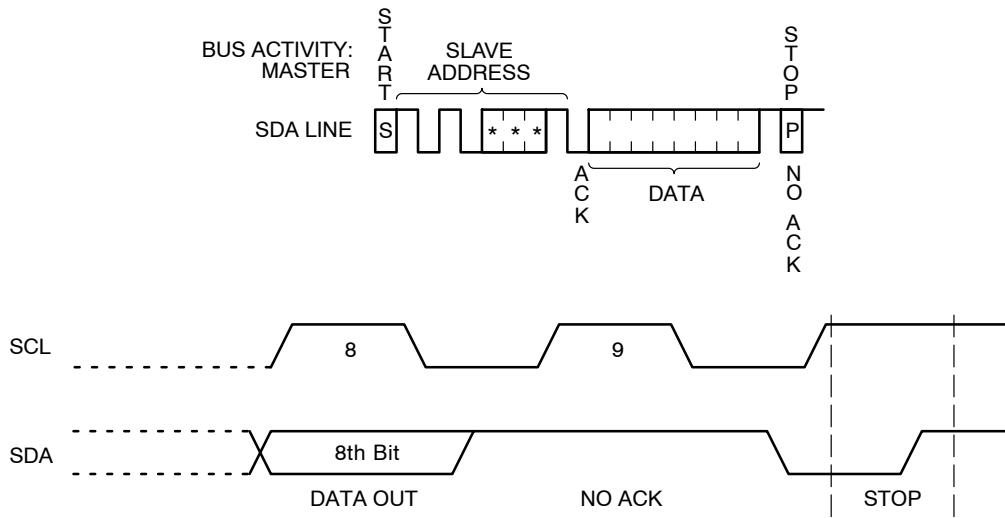 START
BUS ACTIVITY:
MASTER
SLAVE
ADDRESS
STOP
SDA LINE
S
* * *
P
ACK
DATA
NO ACK
SCL
8
9
SDA
8th Bit
DATA OUT
NO ACK
STOP